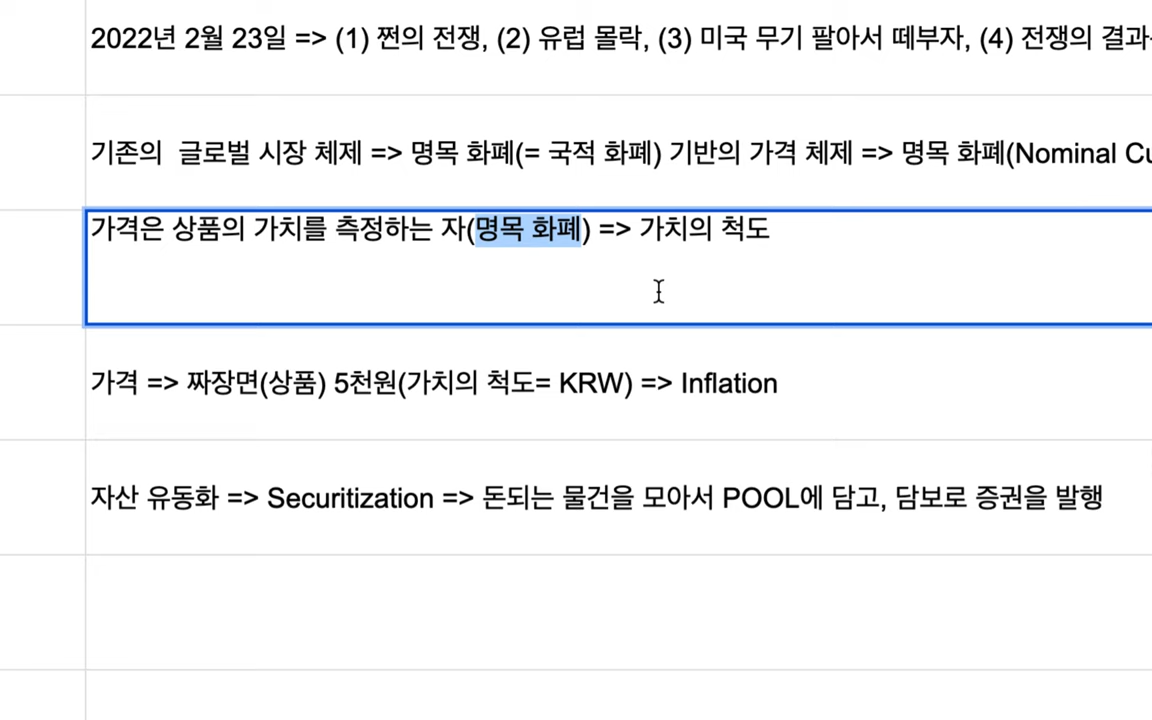 2022년 2월 23일 => (1) 쩐의 전쟁, (2) 유럽 몰락, (3) 미국 무기 팔아서 떼부자, (4) 전쟁의 결과
기존의  글로벌 시장 체제 => 명목 화폐(= 국적 화폐) 기반의 가격 체제 => 명목 화폐(Nominal
가격은 상품의 가치를 측정하는 자(명목 화폐) => 가치의 척도
가격 => 짜장면(상품) 5천원(가치의 척도= KRW) => Inflation
자산 유동화 => Securitization => 돈되는 물건을 모아서 POOL에 담고, 담보로 증권을 발행